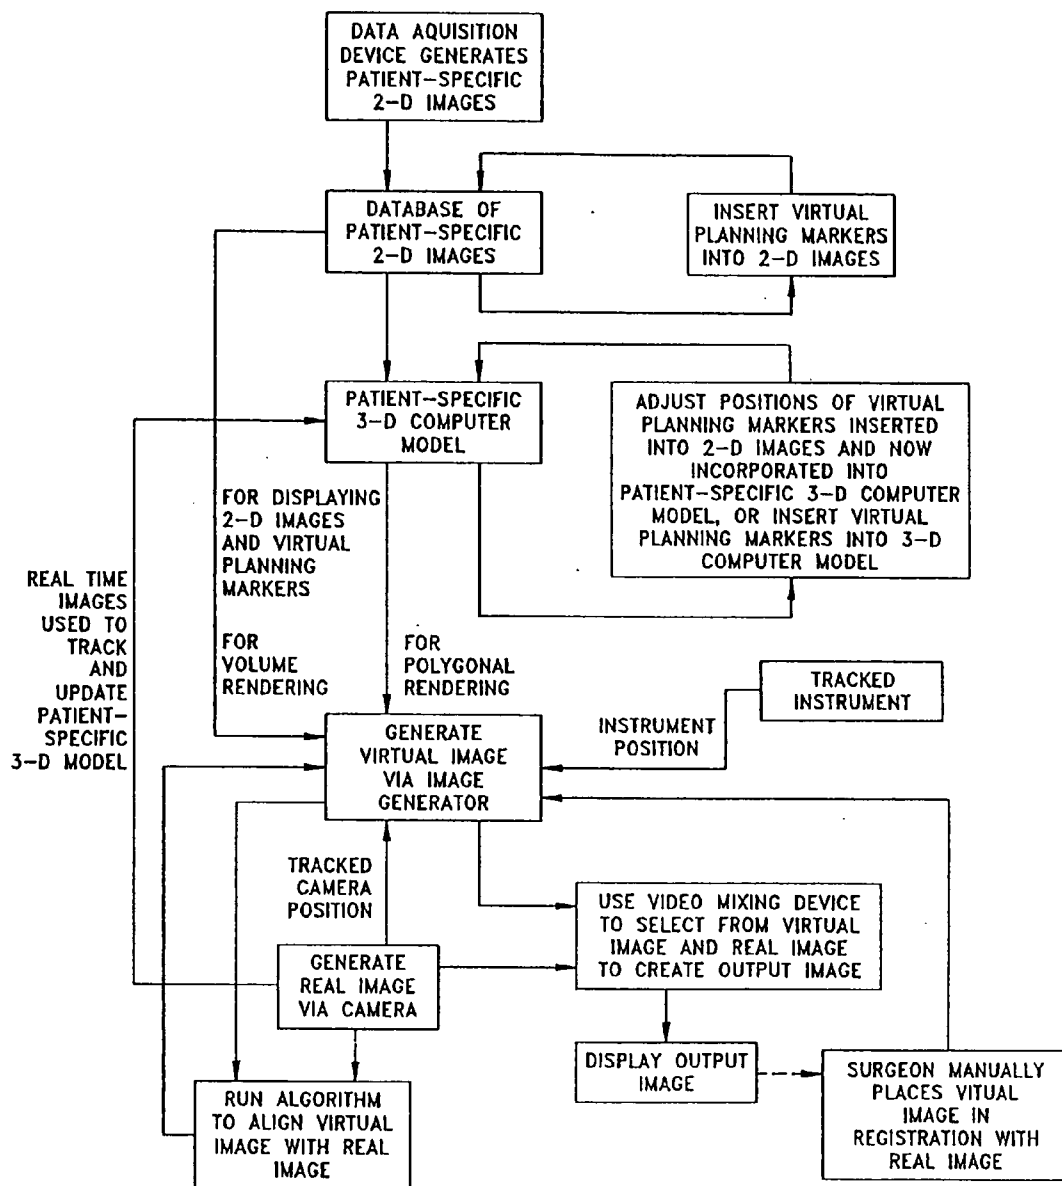 DATA AQUISITION
DEVICE GENERATES
PATIENT-SPECIFIC
2-D IMAGES
DATABASE OF
PATIENT-SPECIFIC
2-D IMAGES
INSERT VIRTUAL
PLANNING MARKERS
INTO 2-D IMAGES
PATIENT-SPECIFIC
3-D COMPUTER
MODEL
ADJUST POSITIONS OF VIRTUAL
PLANNING MARKERS INSERTED
INTO 2-D IMAGES AND NOW
INCORPORATED INTO
PATIENT-SPECIFIC 3-D COMPUTER
MODEL, OR INSERT VIRTUAL
PLANNING MARKERS INTO 3-D
COMPUTER MODEL
FOR DISPLAYING
2-D IMAGES
AND VIRTUAL
PLANNING
MARKERS
REAL TIME
IMAGES
USED TO
TRACK
AND
UPDATE
PATIENT-
SPECIFIC
3-D MODEL
FOR
VOLUME
RENDERING
FOR
POLYGONAL
RENDERING
TRACKED
INSTRUMENT
INSTRUMENT
POSITION
GENERATE
VIRTUAL IMAGE
VIA IMAGE
GENERATOR
TRACKED
CAMERA
POSITION
USE VIDEO MIXING DEVICE
TO SELECT FROM VIRTUAL
IMAGE AND REAL IMAGE
TO CREATE OUTPUT IMAGE
GENERATE
REAL IMAGE
VIA CAMERA
DISPLAY OUTPUT
IMAGE
SURGEON MANUALLY
PLACES VITUAL
IMAGE IN
REGISTRATION WITH
REAL IMAGE
RUN ALGORITHM
TO ALIGN VIRTUAL
IMAGE WITH REAL
IMAGE